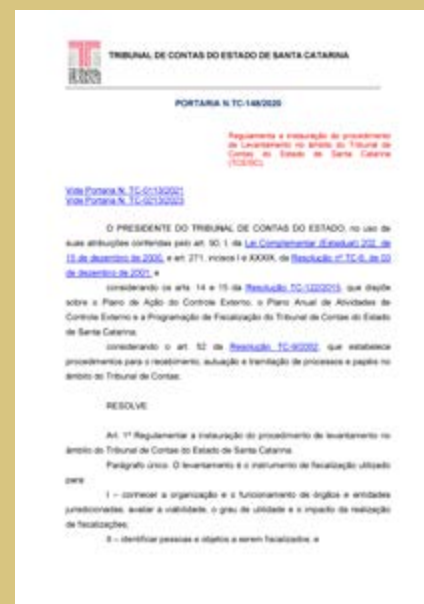 TRIBUNAL DE CONTAS DO ESTADO DE SANTA CATARINA
PORTARIA N.TC-148/2020
Regulamenta a instauração do procedimento
de Levantamento no âmbito do Tribunal de
Contas do Estado de Santa Catarina
(TCE/SC).
Vide Portaria N. TC-0113/2021
Vide Portaria N. TC-0213/2023
O PRESIDENTE DO TRIBUNAL DE CONTAS DO ESTADO, no uso de
suas atribuições conferidas pelo art. 90, I, da Lei Complementar (Estadual) 202, de
15 de dezembro de 2000, e art. 271, incisos I e XXXIX, da Resolução nº TC-6, de 03
de dezembro de 2001, e
considerando os arts. 14 e 15 da Resolução TC-122/2015, que dispõe
sobre o Plano de Ação do Controle Externo, o Plano Anual de Atividades de
Controle Externo e a Programação de Fiscalização do Tribunal de Contas do Estado
de Santa Catarina;
considerando o art. 52 da Resolução TC-9/2002, que estabelece
procedimentos para o recebimento, autuação e tramitação de processos e papéis no
âmbito do Tribunal de Contas;
RESOLVE:
Art. 1º Regulamentar a instauração do procedimento de levantamento no
âmbito do Tribunal de Contas do Estado de Santa Catarina.
Parágrafo único. O levantamento é o instrumento de fiscalização utilizado
para:
I – conhecer a organização e o funcionamento de órgãos e entidades
jurisdicionadas, avaliar a viabilidade, o grau de utilidade e o impacto da realização
de fiscalizações;
II – identificar pessoas e objetos a serem fiscalizados; e